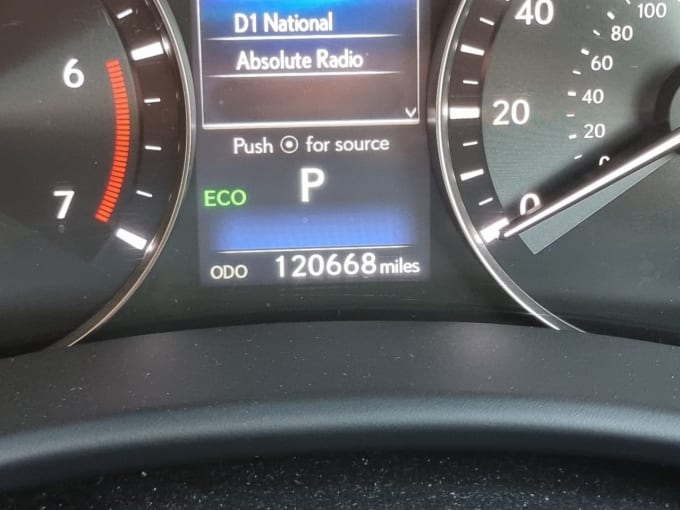 D1 National
Absolute Radio
Push for source
P
ECO
ODO 120668 miles
6
7
40
20
0
100
80
60
40
20
0